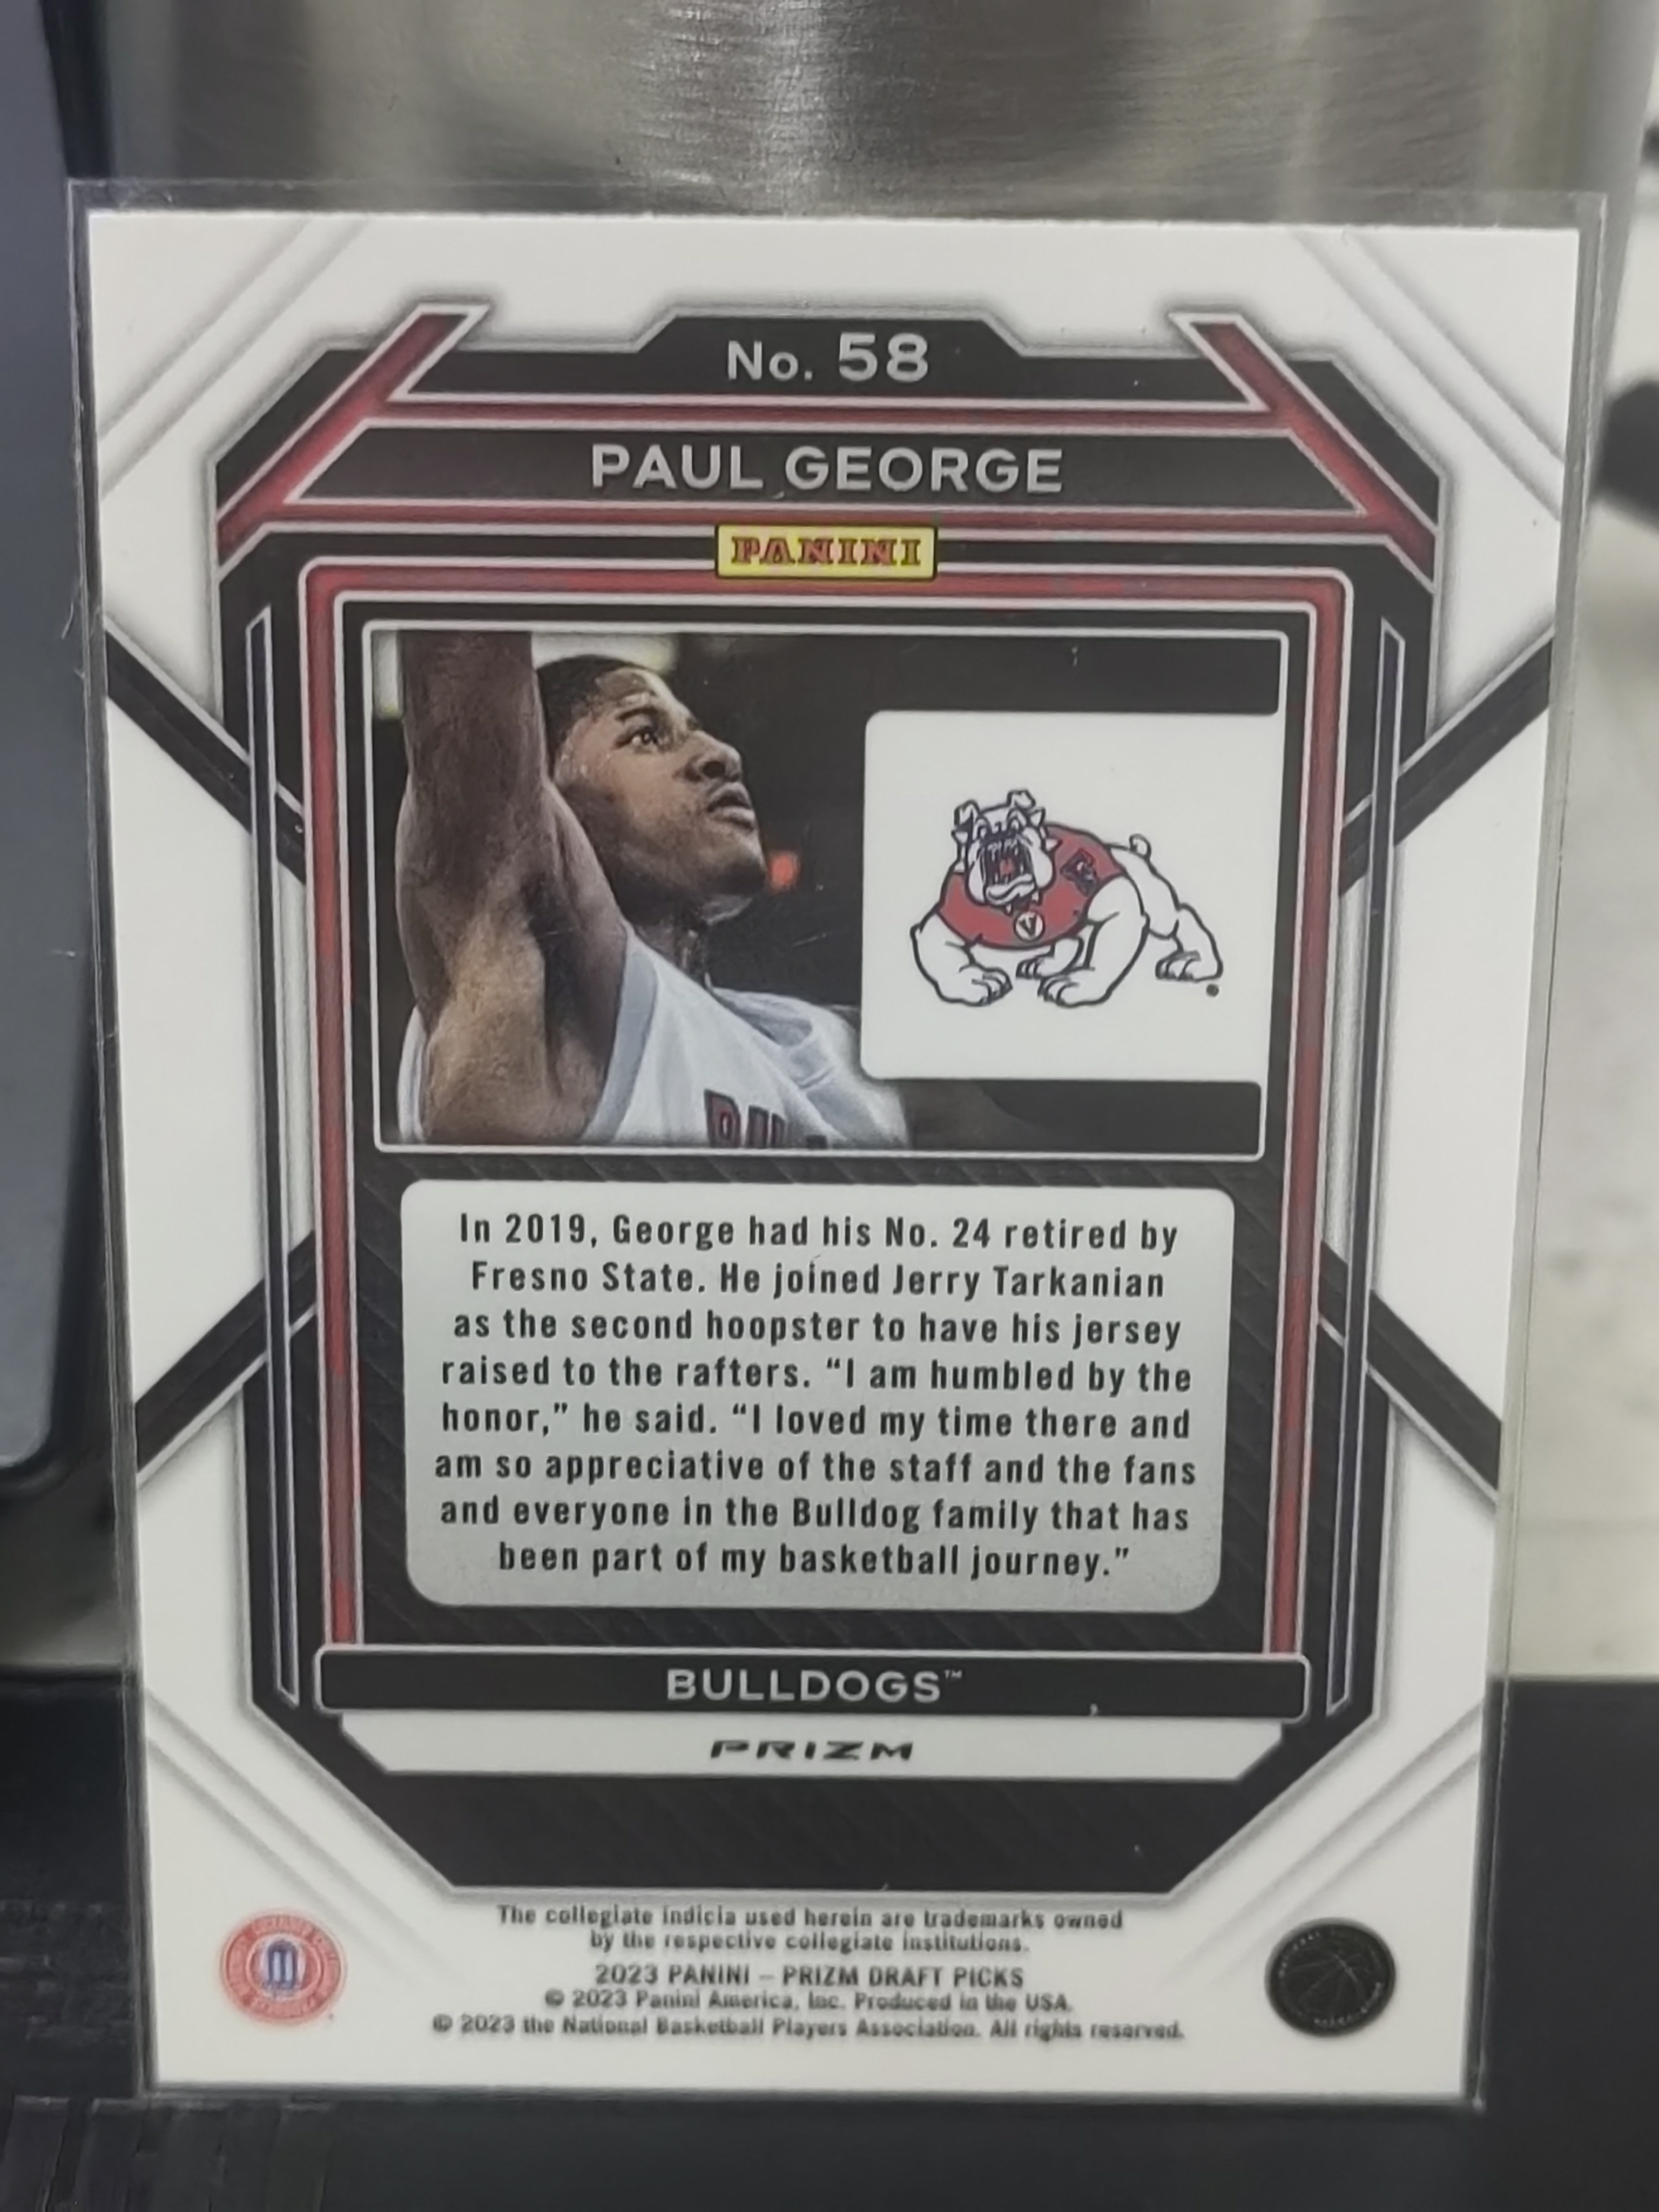 No. 58
PAUL GEORGE
PANINI
V
In 2019, George had his No. 24 retired by
Fresno State. He joined Jerry Tarkanian
as the second hoopster to have his jersey
raised to the rafters. “I am humbled by the
honor,” he said. “I loved my time there and
am so appreciative of the staff and the fans
and everyone in the Bulldog family that has
been part of my basketball journey.”
BULLDOGS™
PRIZM
The collegiate indicia used herein are trademarks owned
by the respective collegiate institutions.
2023 PANINI – PRIZM DRAFT PICKS
© 2023 Panini America, Inc. Produced in the USA.
© 2023 the National Basketball Players Association. All rights reserved.